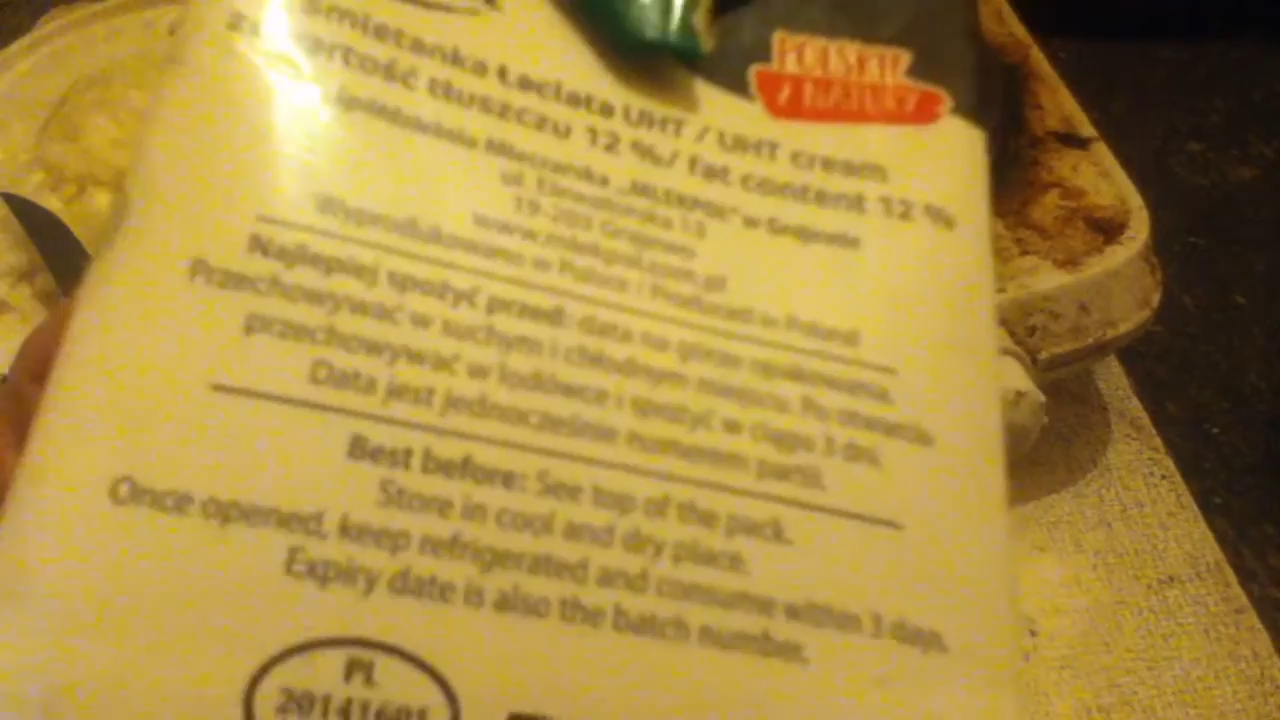 POLSKIE
Z NATURY
Śmietanka Łaciata UHT / UHT cream
zawartość tłuszczu 12 %/ fat content 12 %
Spółdzielnia Mleczarska „MLEKPOL” w Grajewie
ul. Elewatorska 13
19-203 Grajewo
www.mlekpol.com.pl
Wyprodukowano w Polsce / Produced in Poland
Najlepiej spożyć przed: data na górze opakowania.
Przechowywać w suchym i chłodnym miejscu. Po otwarciu
przechowywać w lodówce i spożyć w ciągu 3 dni.
Data jest jednocześnie numerem partii.
Best before: See top of the pack.
Store in cool and dry place.
Once opened, keep refrigerated and consume within 3 days.
Expiry date is also the batch number.
PL
20141601